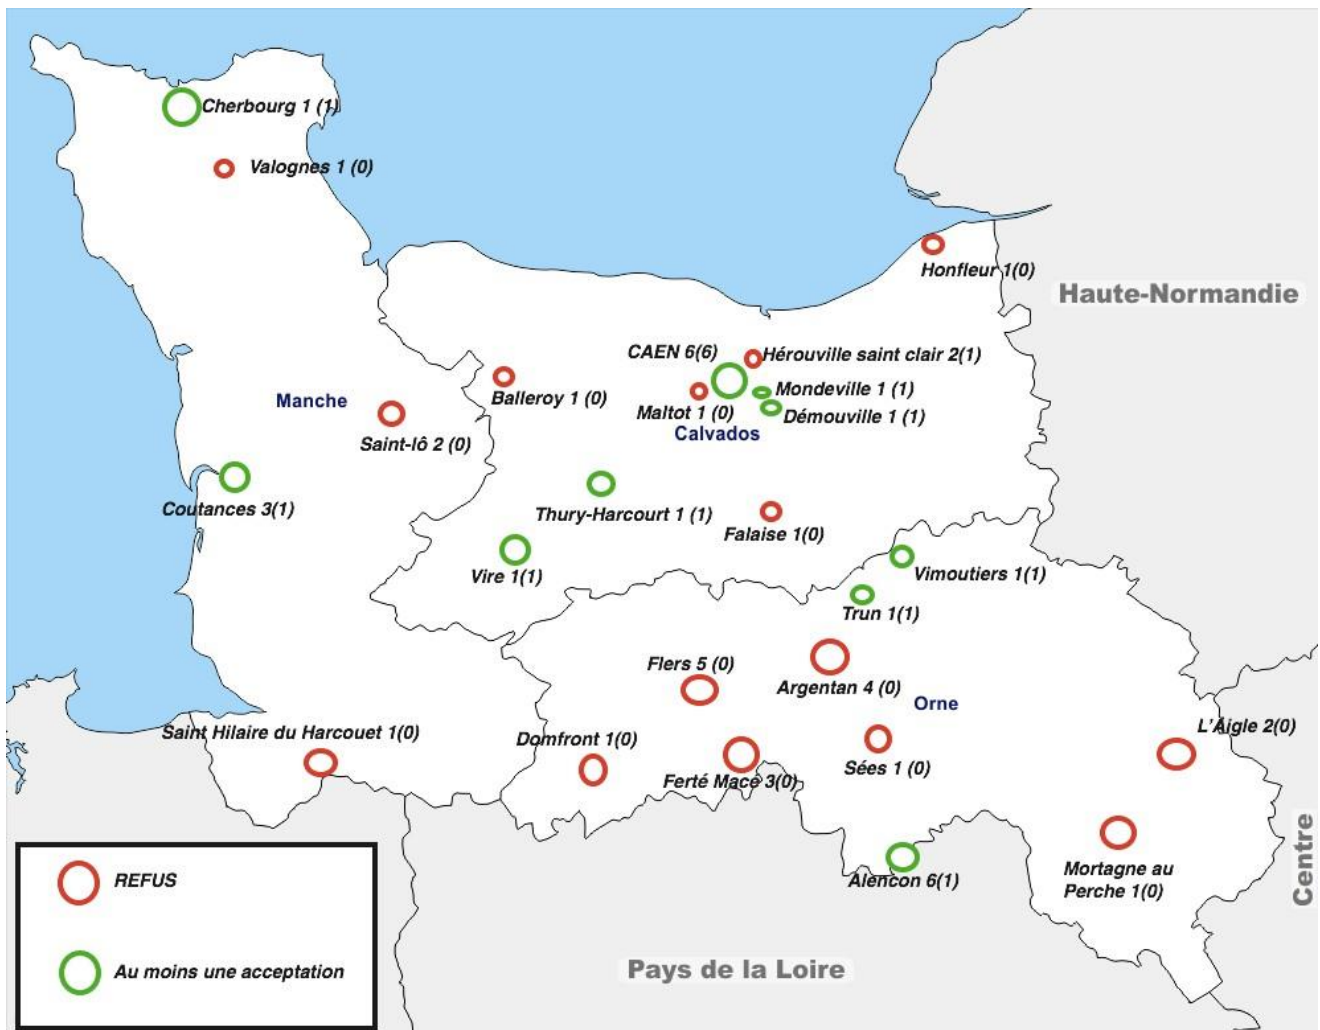 Cherbourg 1 (1)
Valognes 1 (0)
Honfleur 1(0)
Haute-Normandie
CAEN 6(6)
Hérouville saint clair 2(1)
Mondeville 1 (1)
Balleroy 1 (0)
Manche
Maltot 1 (0)
Démouville 1 (1)
Calvados
Saint-lô 2 (0)
Coutances 3(1)
Thury-Harcourt 1 (1)
Falaise 1(0)
Vire 1(1)
Vimoutiers 1(1)
Trun 1(1)
Flers 5 (0)
Argentan 4 (0)
Orne
Saint Hilaire du Harcouet 1(0)
Domfront 1(0)
L'Aigle 2(0)
Ferté Macé 3(0)
Sées 1 (0)
Centre
Mortagne au
Perche 1(0)
Alencon 6(1)
REFUS
Au moins une acceptation
Pays de la Loire